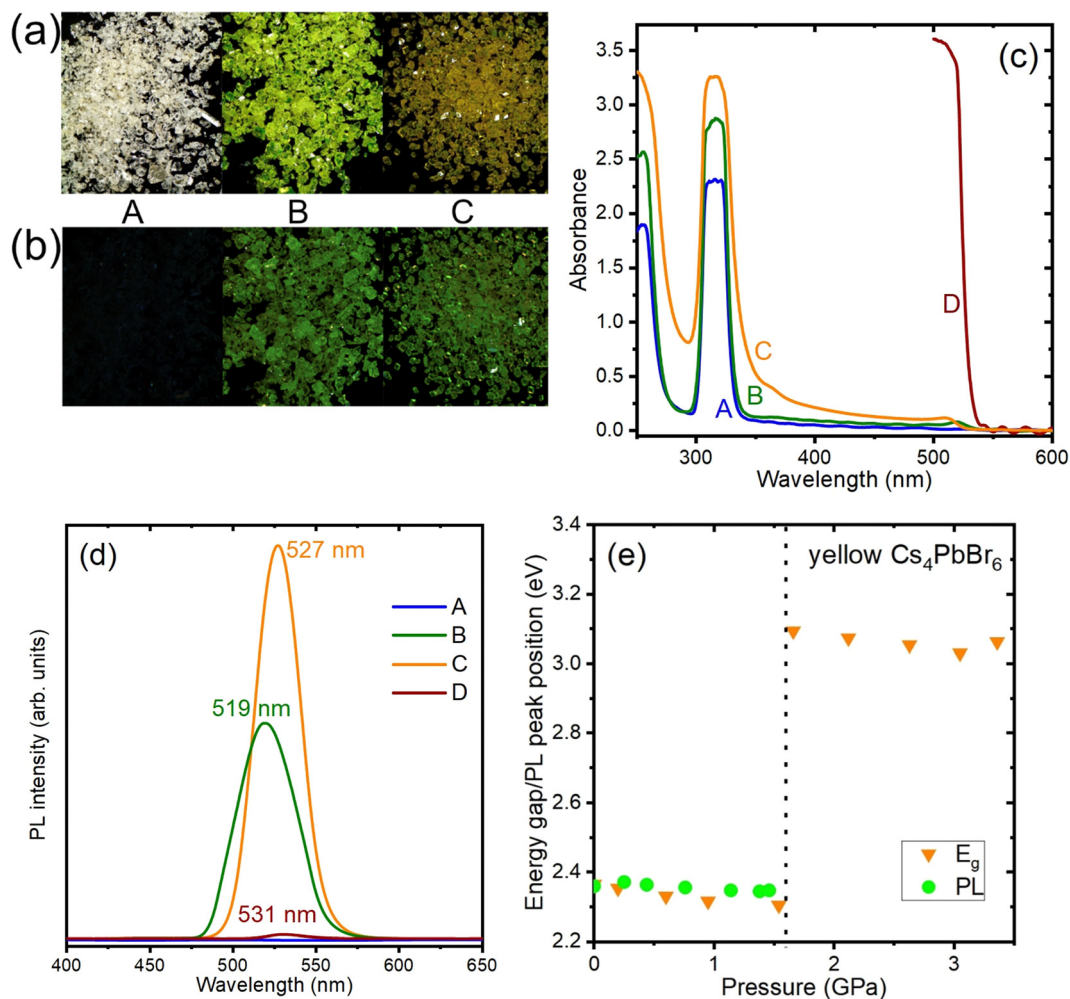 (a)
A B C
(b)
(c)
Absorbance
3.5
3.0
2.5
2.0
1.5
1.0
0.5
0.0
A
B
C
D
300 400 500 600
Wavelength (nm)
(d)
527 nm
519 nm
531 nm
A
B
C
D
PL intensity (arb. units)
400 450 500 550 600 650
Wavelength (nm)
(e)
yellow Cs₄PbBr₆
Energy gap/PL peak position (eV)
3.4
3.2
3.0
2.8
2.6
2.4
2.2
E_g
PL
0 1 2 3
Pressure (GPa)